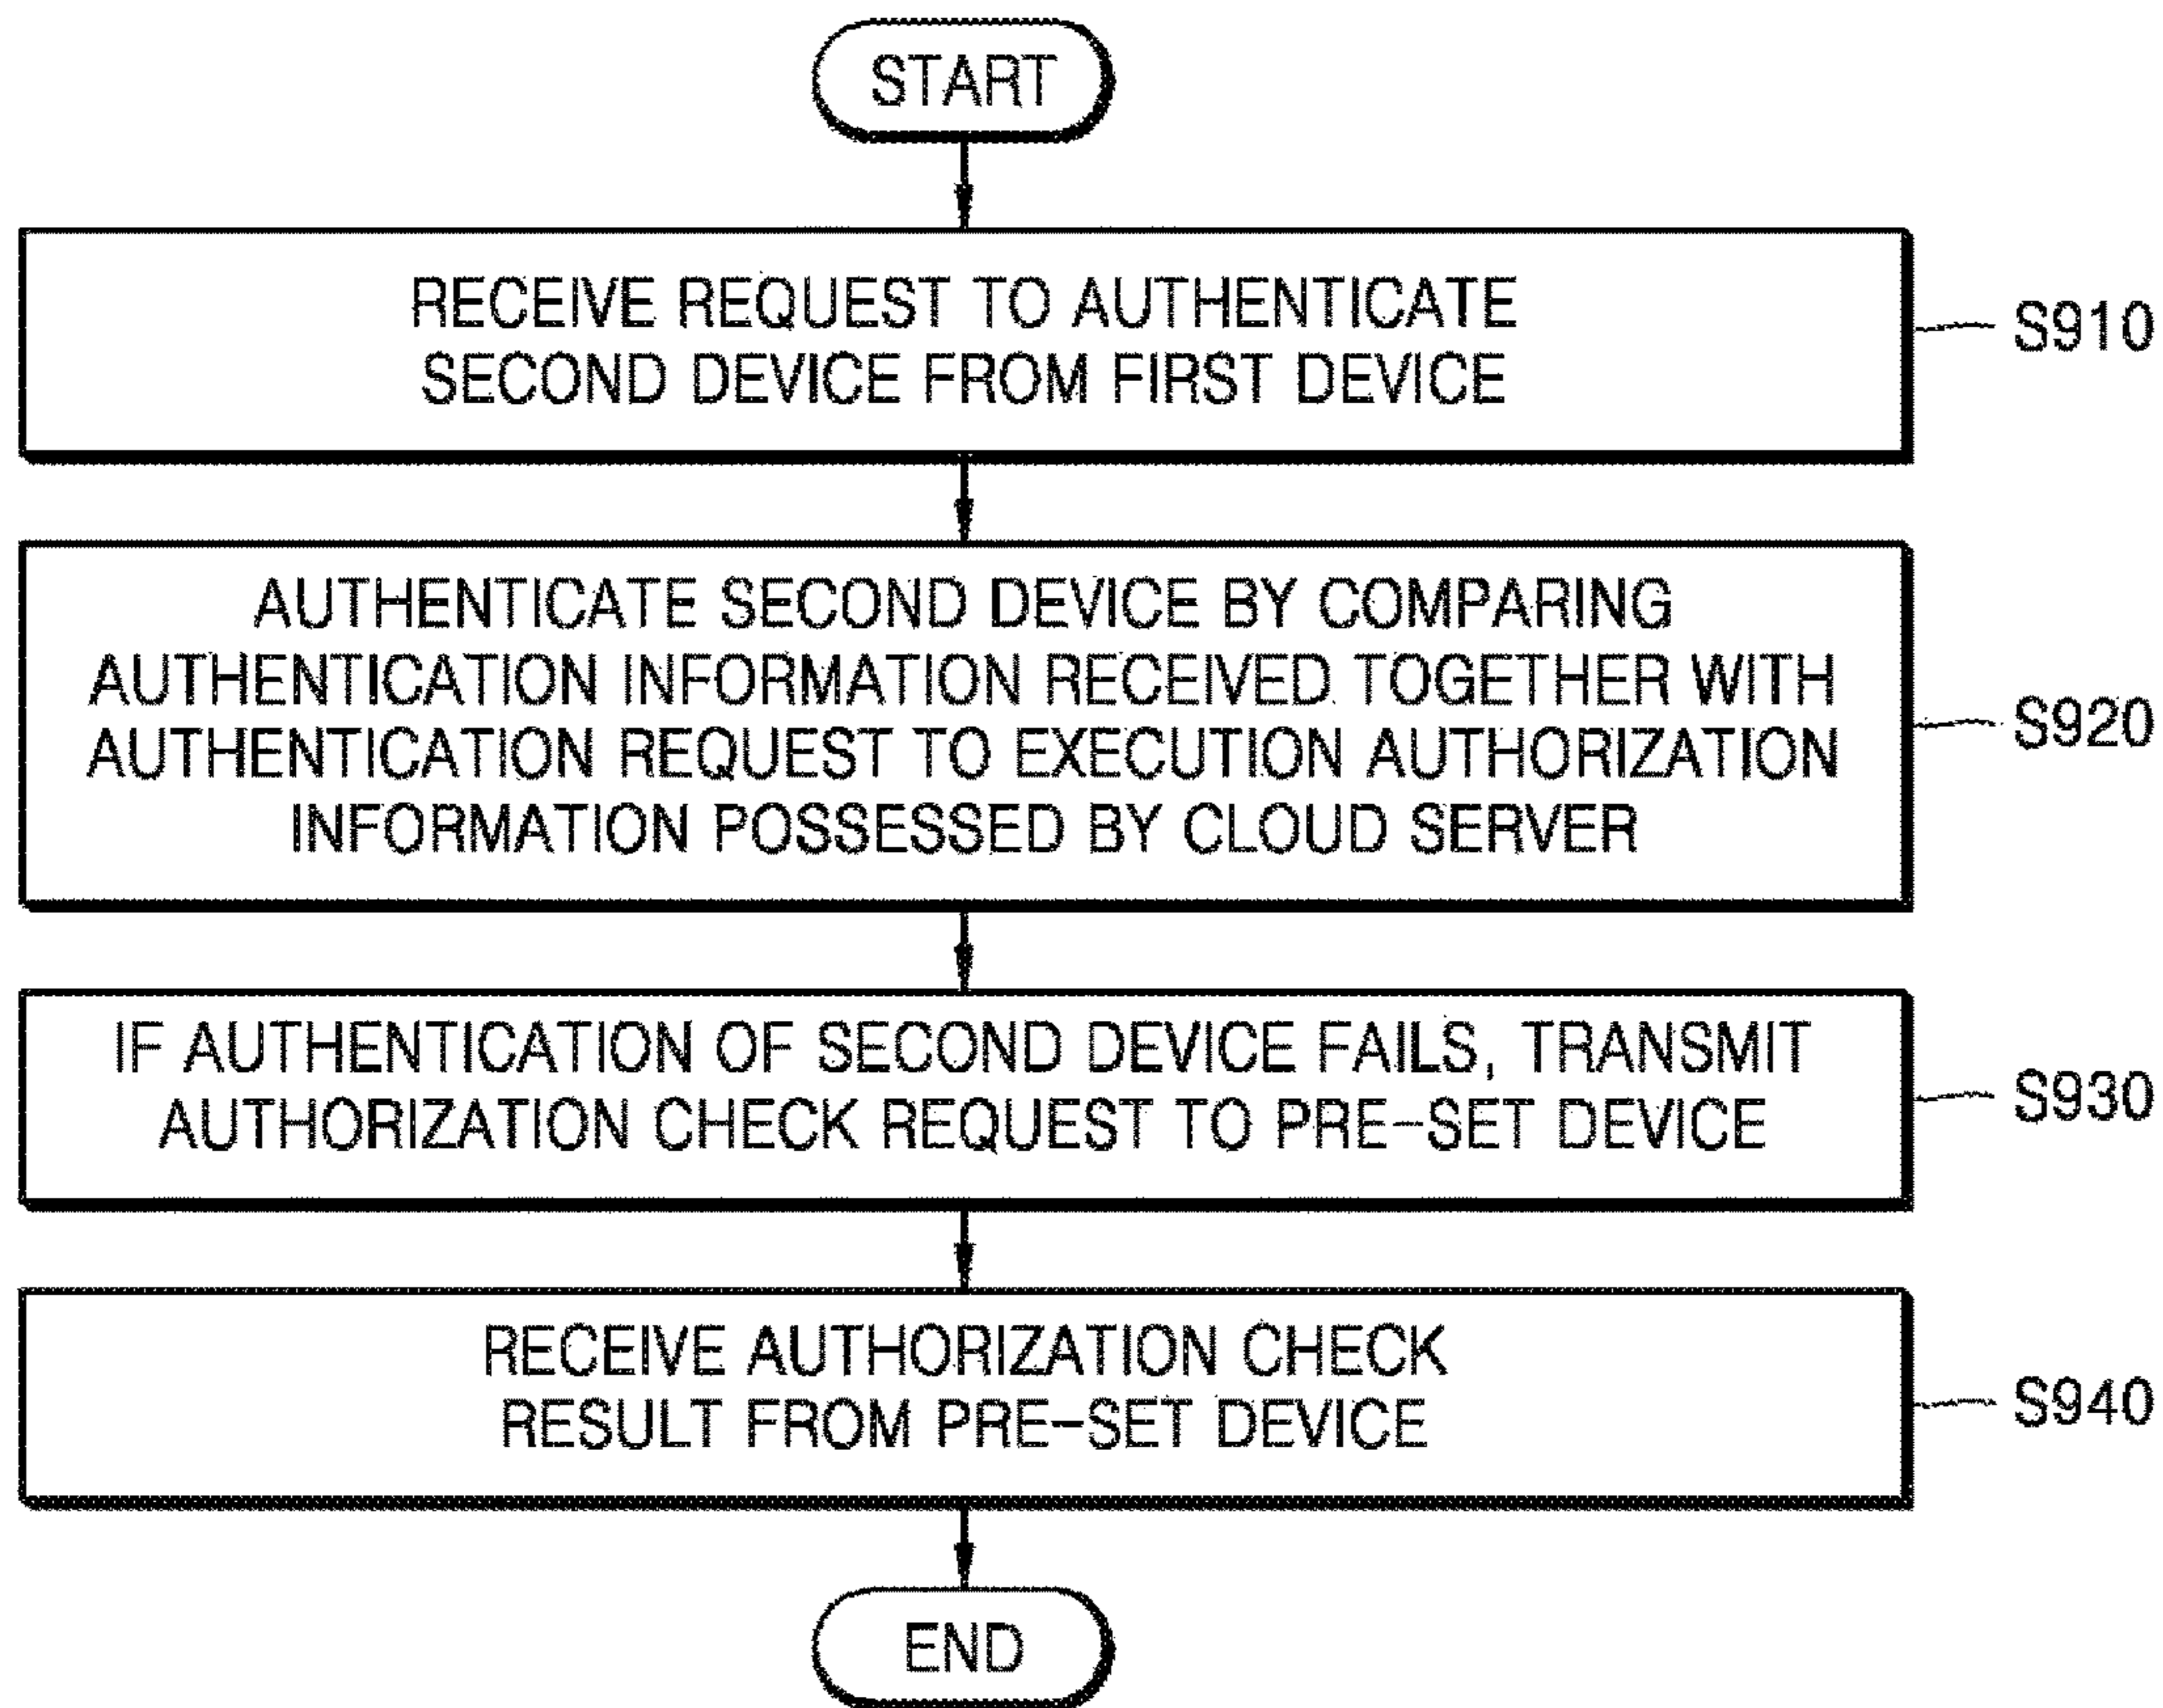 START
RECEIVE REQUEST TO AUTHENTICATE
SECOND DEVICE FROM FIRST DEVICE
S910
AUTHENTICATE SECOND DEVICE BY COMPARING
AUTHENTICATION INFORMATION RECEIVED TOGETHER WITH
AUTHENTICATION REQUEST TO EXECUTION AUTHORIZATION
INFORMATION POSSESSED BY CLOUD SERVER
S920
IF AUTHENTICATION OF SECOND DEVICE FAILS, TRANSMIT
AUTHORIZATION CHECK REQUEST TO PRE-SET DEVICE
S930
RECEIVE AUTHORIZATION CHECK
RESULT FROM PRE-SET DEVICE
S940
END